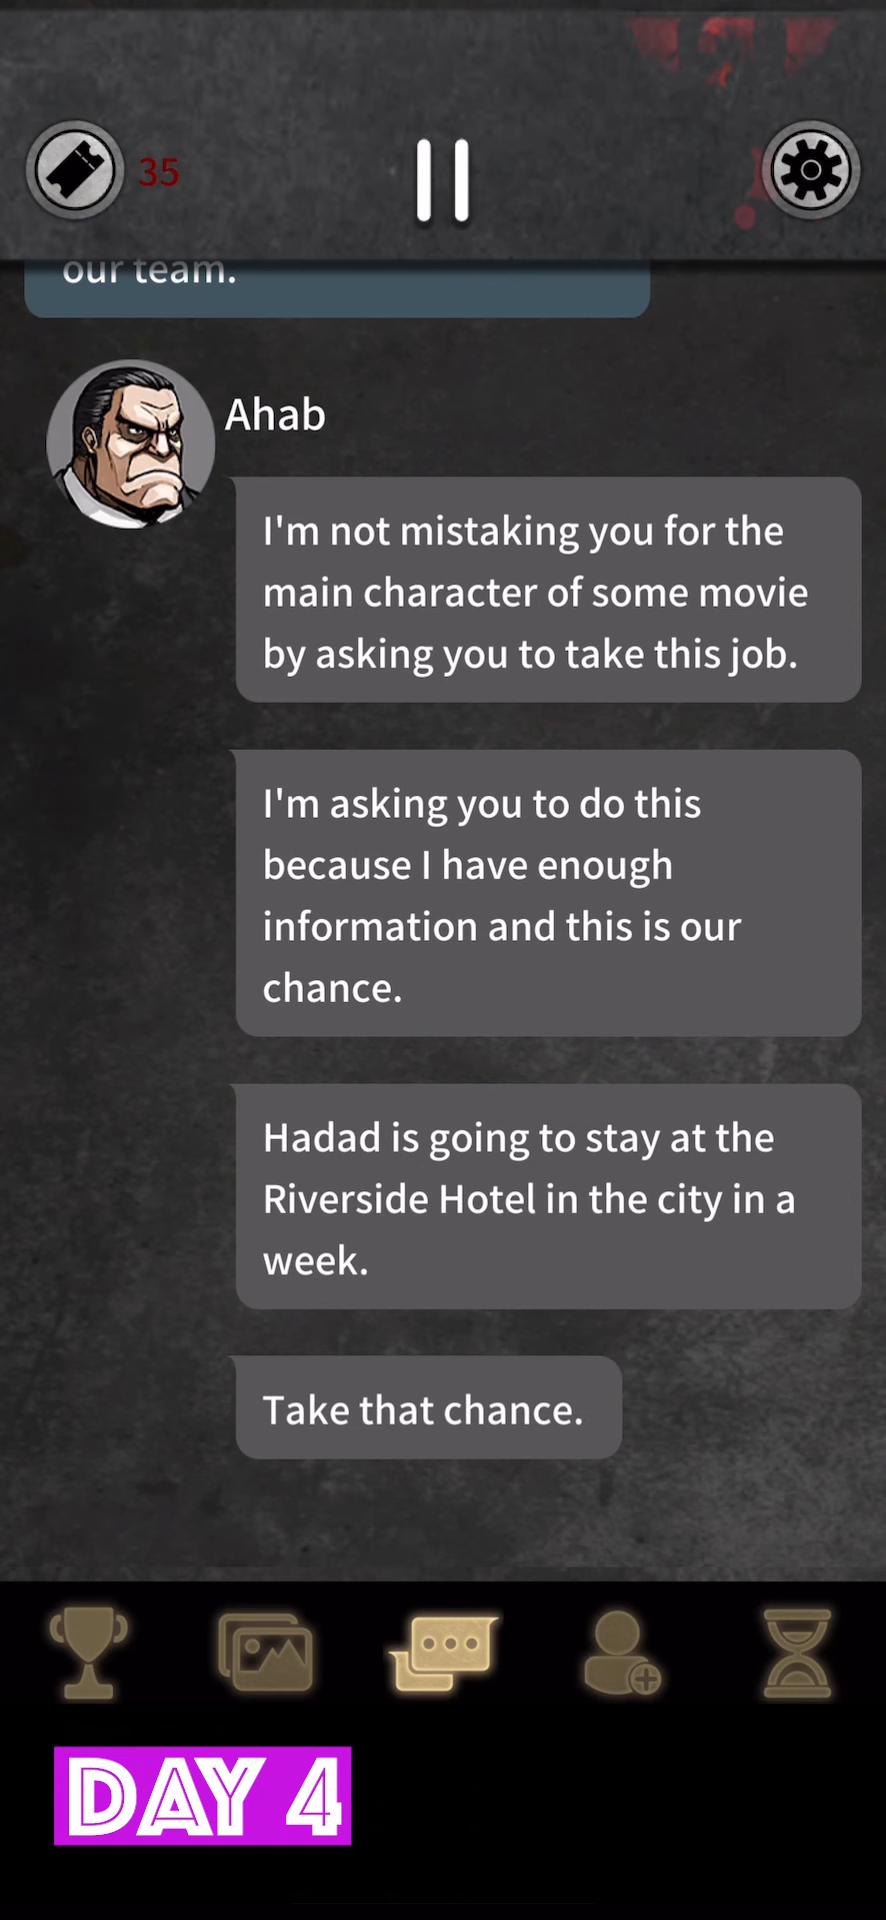 35
our team.
Ahab
I'm not mistaking you for the
main character of some movie
by asking you to take this job.
I'm asking you to do this
because I have enough
information and this is our
chance.
Hadad is going to stay at the
Riverside Hotel in the city in a
week.
Take that chance.
DAY 4